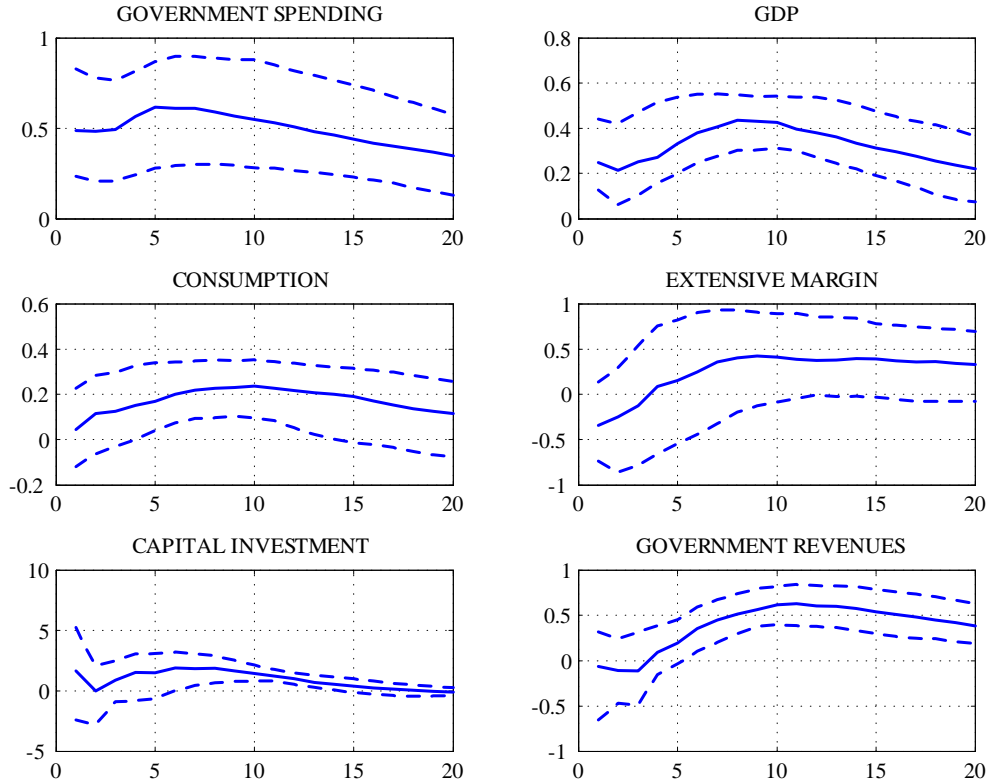 GOVERNMENT SPENDING
1
0.5
0
0 5 10 15 20
GDP
0.8
0.6
0.4
0.2
0
0 5 10 15 20
CONSUMPTION
0.6
0.4
0.2
0
-0.2
0 5 10 15 20
EXTENSIVE MARGIN
1
0.5
0
-0.5
-1
0 5 10 15 20
CAPITAL INVESTMENT
10
5
0
-5
0 5 10 15 20
GOVERNMENT REVENUES
1
0.5
0
-0.5
-1
0 5 10 15 20